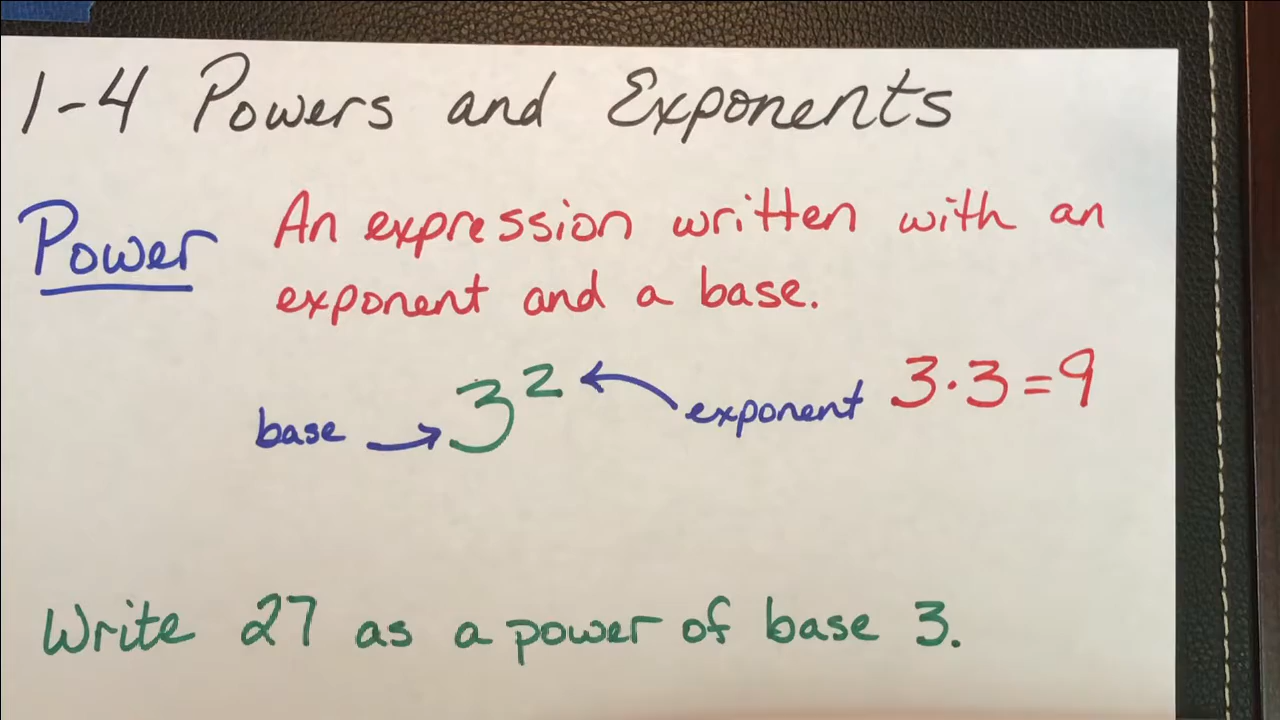 1-4 Powers and Exponents
Power An expression written with an
exponent and a base.
base → 3² ← exponent 3·3=9
Write 27 as a power of base 3.